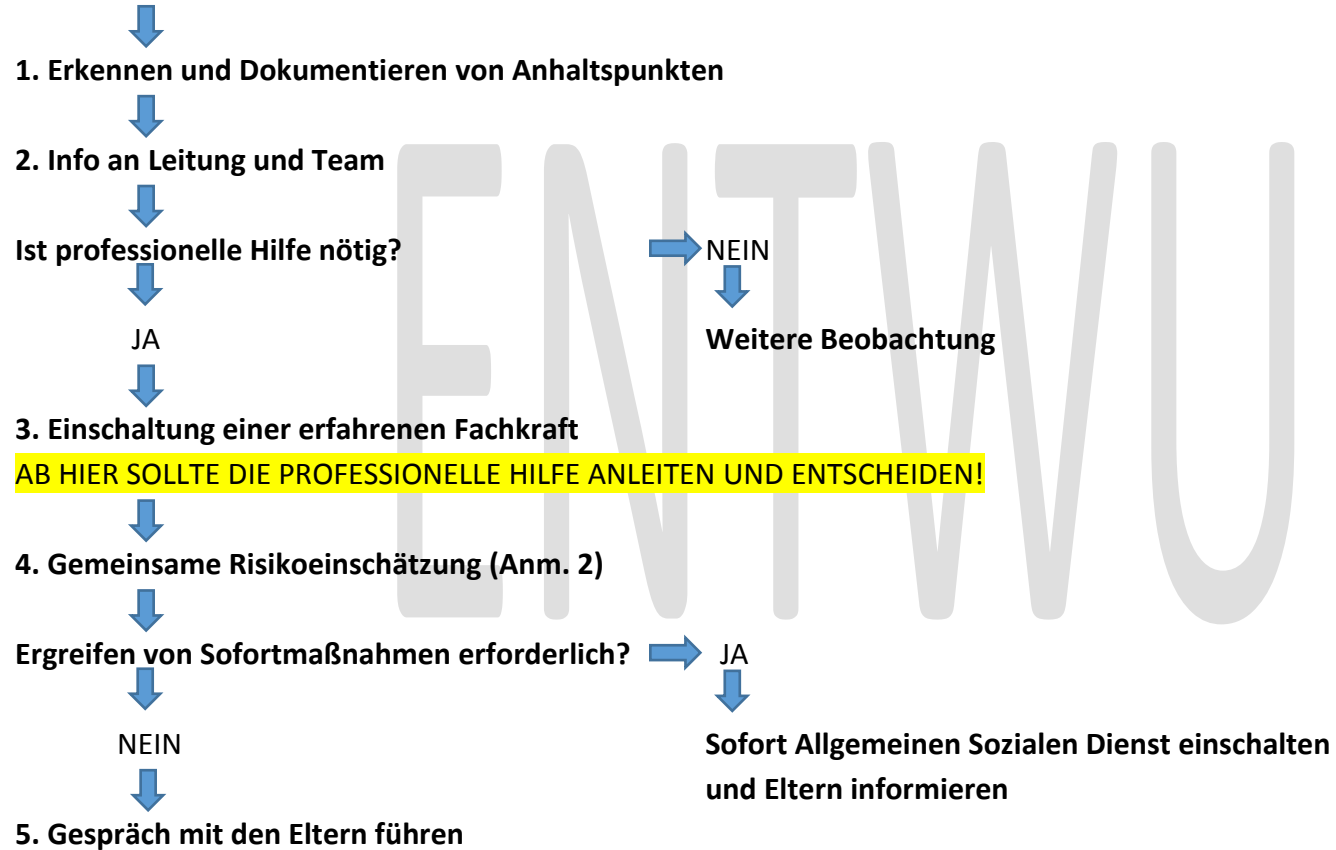 1. Erkennen und Dokumentieren von Anhaltspunkten
2. Info an Leitung und Team
Ist professionelle Hilfe nötig?
NEIN
JA
Weitere Beobachtung
3. Einschaltung einer erfahrenen Fachkraft
AB HIER SOLLTE DIE PROFESSIONELLE HILFE ANLEITEN UND ENTSCHEIDEN!
4. Gemeinsame Risikoeinschätzung (Anm. 2)
Ergreifen von Sofortmaßnahmen erforderlich?
JA
NEIN
Sofort Allgemeinen Sozialen Dienst einschalten
und Eltern informieren
5. Gespräch mit den Eltern führen
ENTWU